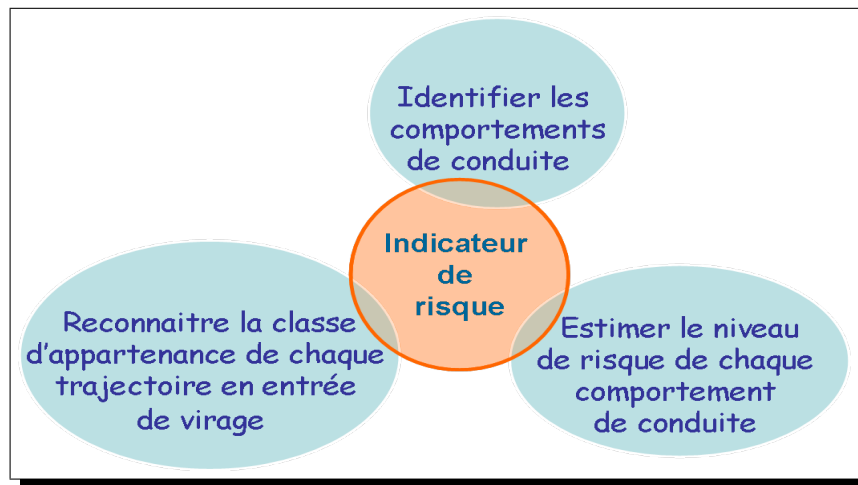 Identifier les
comportements
de conduite
Indicateur
de
risque
Reconnaitre la classe
d'appartenance de chaque
trajectoire en entrée
de virage
Estimer le niveau
de risque de chaque
comportement
de conduite